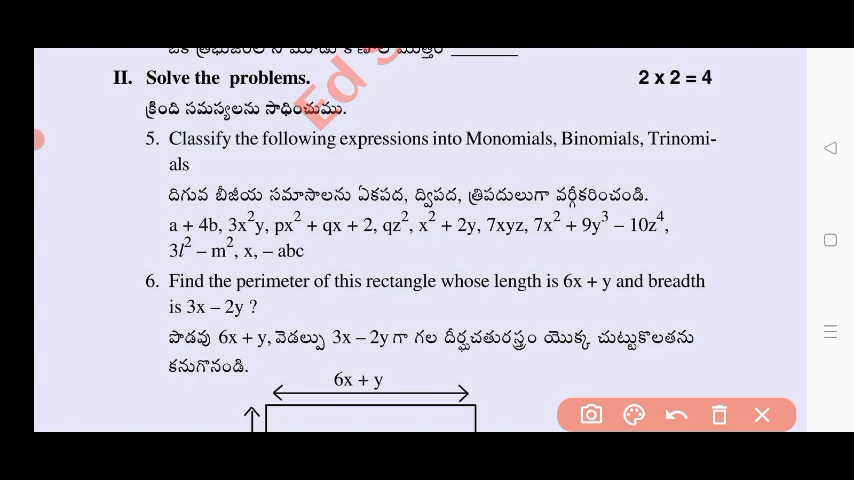 II. Solve the problems. 2 x 2 = 4
క్రింది సమస్యలను సాధించుము.
5. Classify the following expressions into Monomials, Binomials, Trinomi-
als
దిగువ బీజీయ సమాసాలను ఏకపద, ద్విపద, త్రిపదులుగా వర్గీకరించండి.
a + 4b, 3x²y, px² + qx + 2, qz², x² + 2y, 7xyz, 7x² + 9y³ – 10z⁴,
3l² – m², x, – abc
6. Find the perimeter of this rectangle whose length is 6x + y and breadth
is 3x – 2y ?
పొడవు 6x + y, వెడల్పు 3x – 2y గా గల దీర్ఘచతురస్రం యొక్క చుట్టుకొలతను
కనుగొనండి.
6x + y
Ed